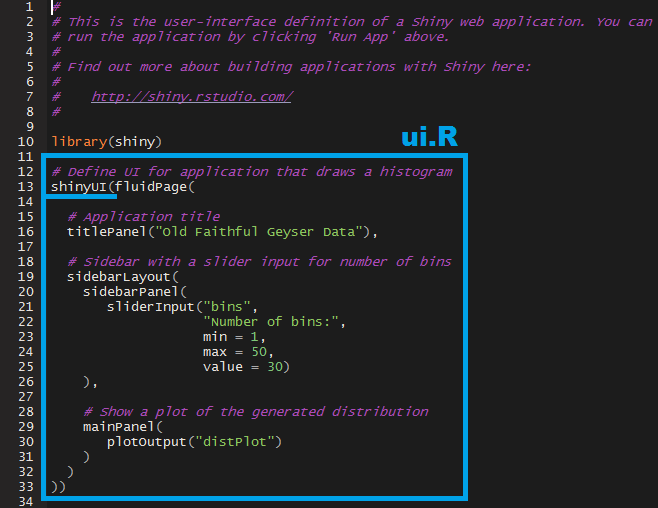 1 #
2 # This is the user-interface definition of a Shiny web application. You can
3 # run the application by clicking 'Run App' above.
4 #
5 # Find out more about building applications with Shiny here:
6 #
7 #    http://shiny.rstudio.com/
8 #
9
10 library(shiny)
ui.R
11
12 # Define UI for application that draws a histogram
13 shinyUI(fluidPage(
14
15   # Application title
16   titlePanel("Old Faithful Geyser Data"),
17
18   # Sidebar with a slider input for number of bins
19   sidebarLayout(
20     sidebarPanel(
21        sliderInput("bins",
22                    "Number of bins:",
23                    min = 1,
24                    max = 50,
25                    value = 30)
26     ),
27
28     # Show a plot of the generated distribution
29     mainPanel(
30        plotOutput("distPlot")
31     )
32   )
33 ))
34